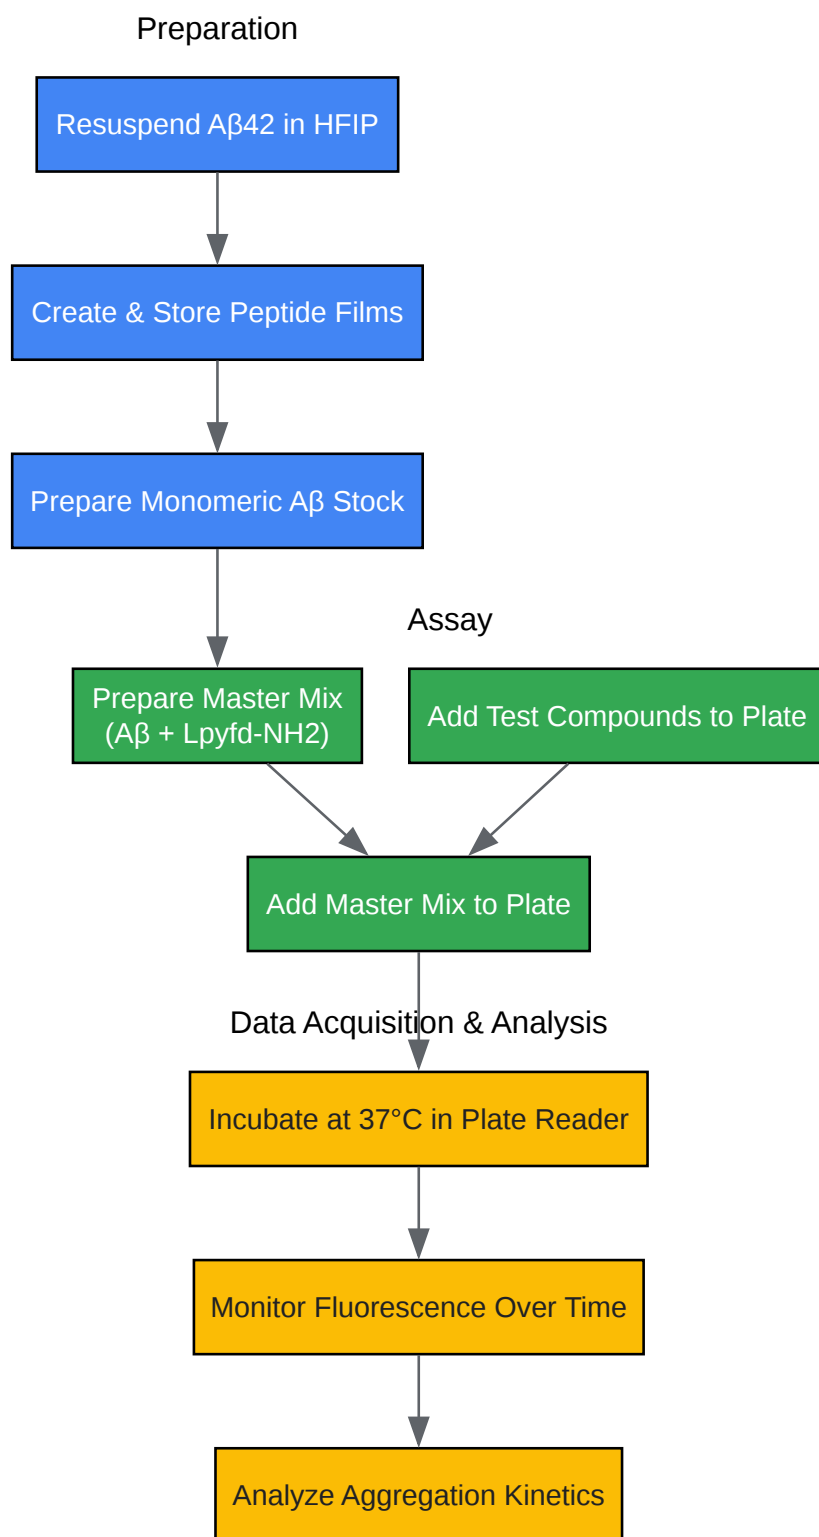 Preparation
Resuspend Aβ42 in HFIP
Create & Store Peptide Films
Prepare Monomeric Aβ Stock
Assay
Prepare Master Mix
(Aβ + Lpyfd-NH2)
Add Test Compounds to Plate
Add Master Mix to Plate
Data Acquisition & Analysis
Incubate at 37°C in Plate Reader
Monitor Fluorescence Over Time
Analyze Aggregation Kinetics